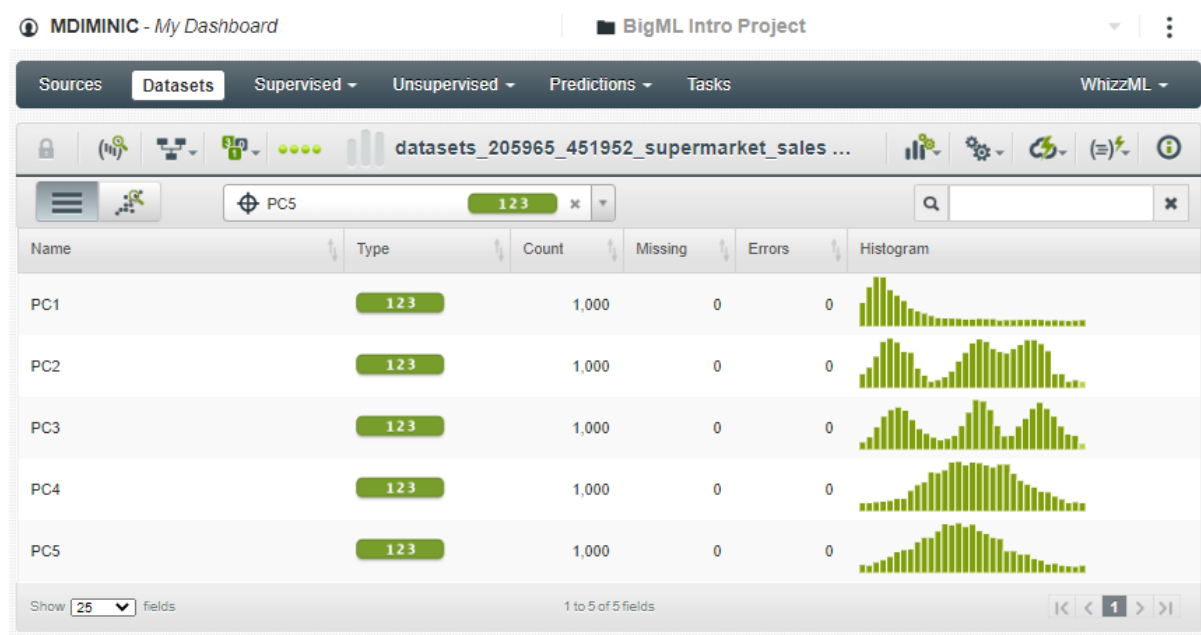 MDIMINIC - My Dashboard BigML Intro Project
Sources Datasets Supervised Unsupervised Predictions Tasks WhizzML
datasets_205965_451952_supermarket_sales ...
PC5 123
Name Type Count Missing Errors Histogram
PC1 123 1,000 0 0
PC2 123 1,000 0 0
PC3 123 1,000 0 0
PC4 123 1,000 0 0
PC5 123 1,000 0 0
Show 25 fields 1 to 5 of 5 fields 1